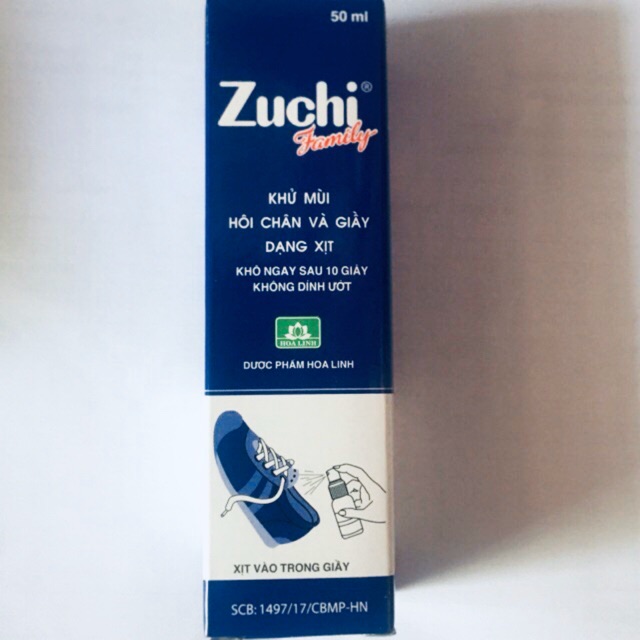 50 ml
Zuchi®
Family
KHỬ MÙI
HÔI CHÂN VÀ GIẦY
DẠNG XỊT
KHÔ NGAY SAU 10 GIÂY
KHÔNG DÍNH ƯỚT
HOA LINH
DƯỢC PHẨM HOA LINH
XỊT VÀO TRONG GIẦY
SCB: 1497/17/CBMP-HN